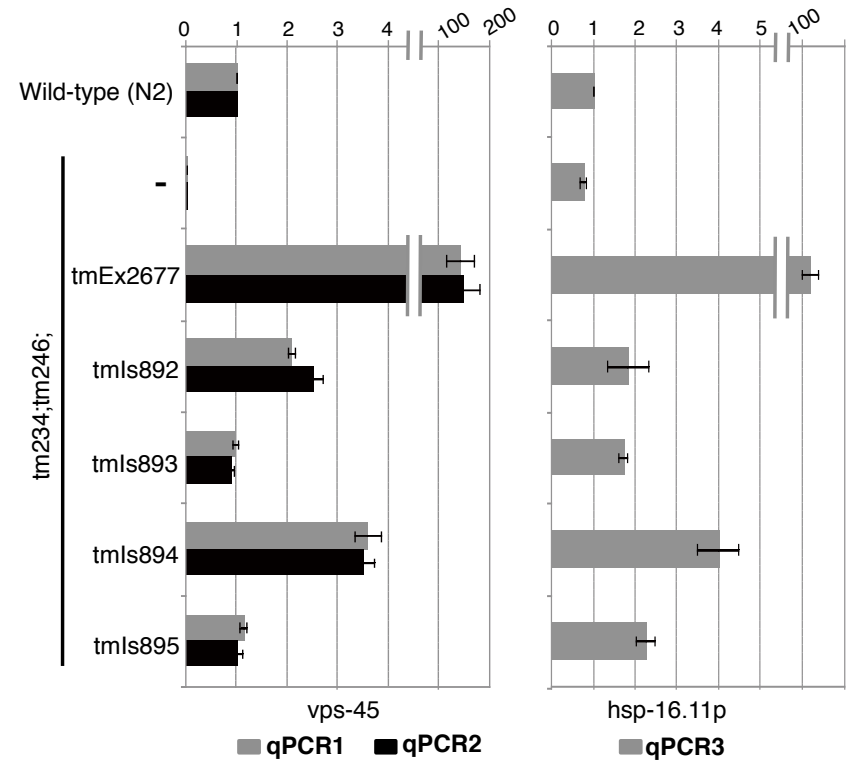 0 1 2 3 4 100 200
0 1 2 3 4 5 100
Wild-type (N2)
-
tmEx2677
tmIs892
tmIs893
tmIs894
tmIs895
tm234;tm246;
vps-45
hsp-16.11p
qPCR1 qPCR2
qPCR3